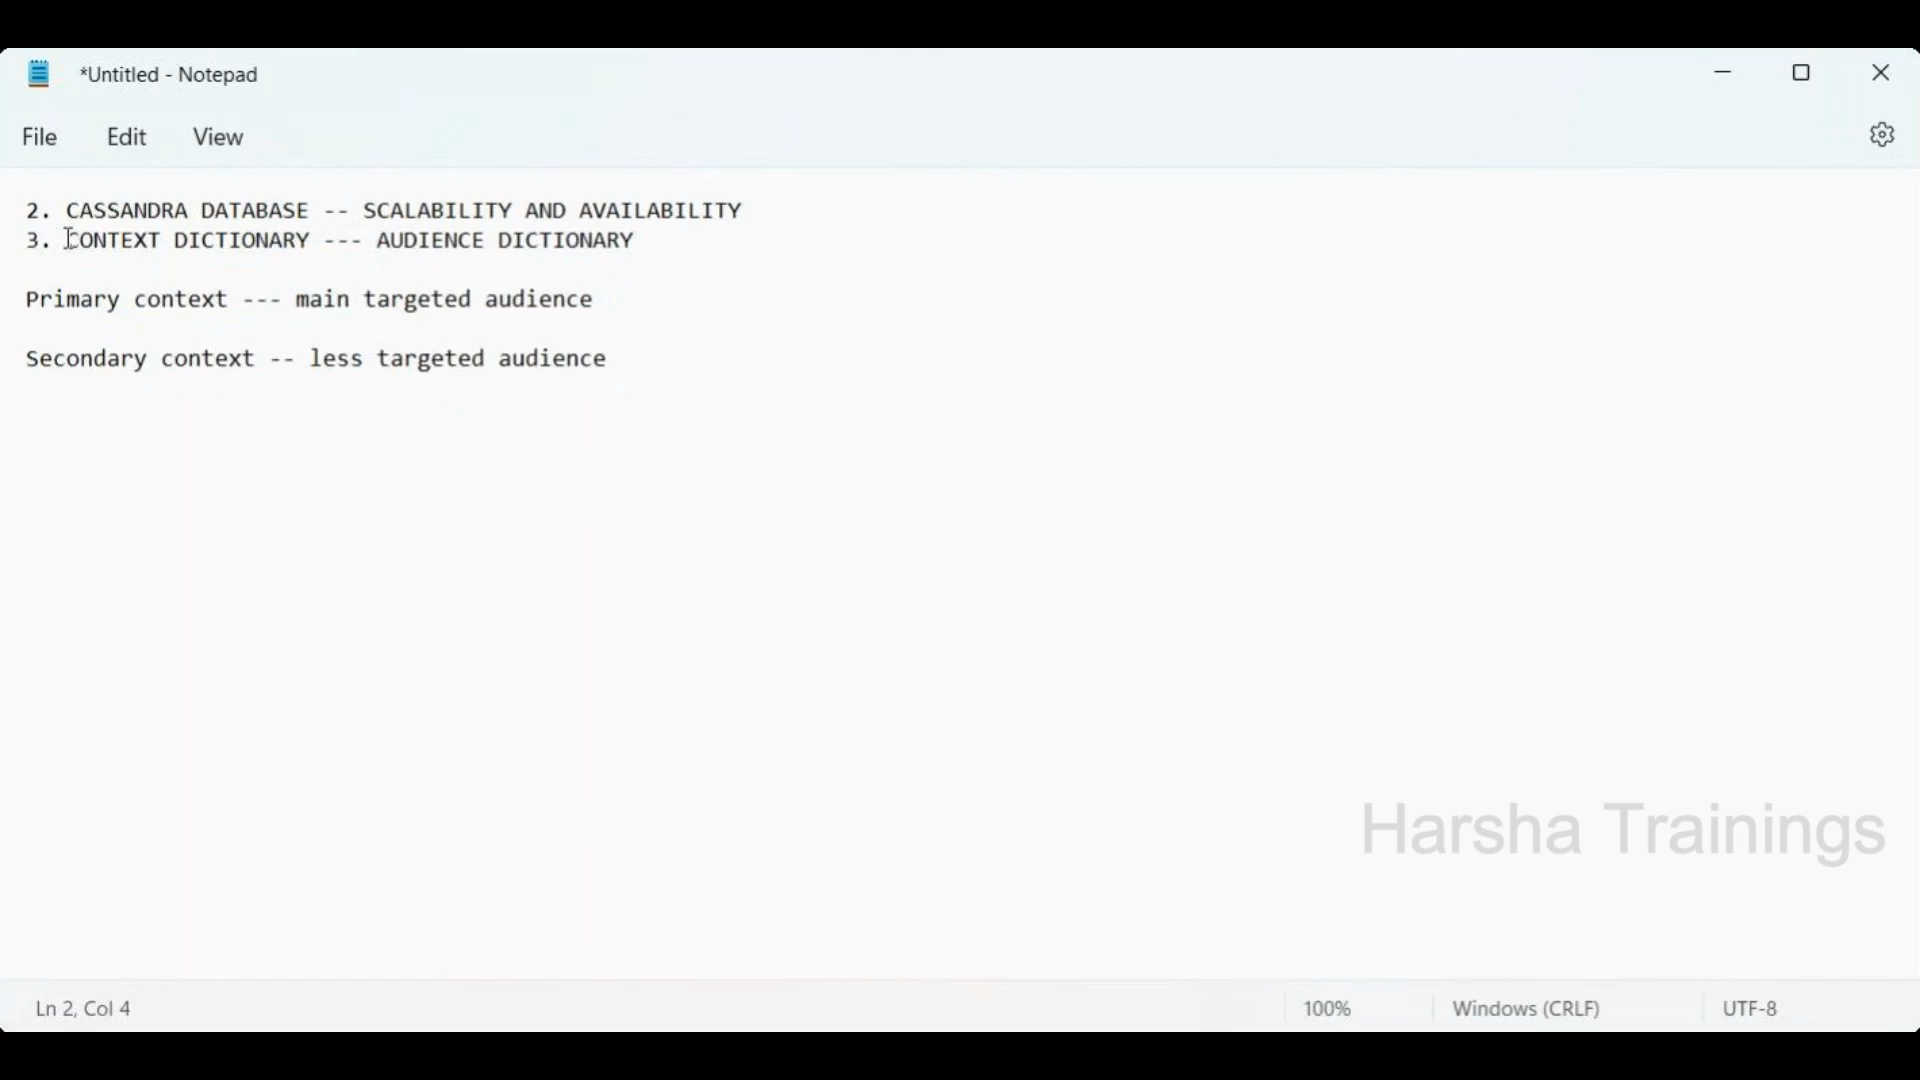 *Untitled - Notepad
File Edit View
2. CASSANDRA DATABASE -- SCALABILITY AND AVAILABILITY
3. CONTEXT DICTIONARY --- AUDIENCE DICTIONARY
Primary context --- main targeted audience
Secondary context -- less targeted audience
Harsha Trainings
Ln 2, Col 4 100% Windows (CRLF) UTF-8